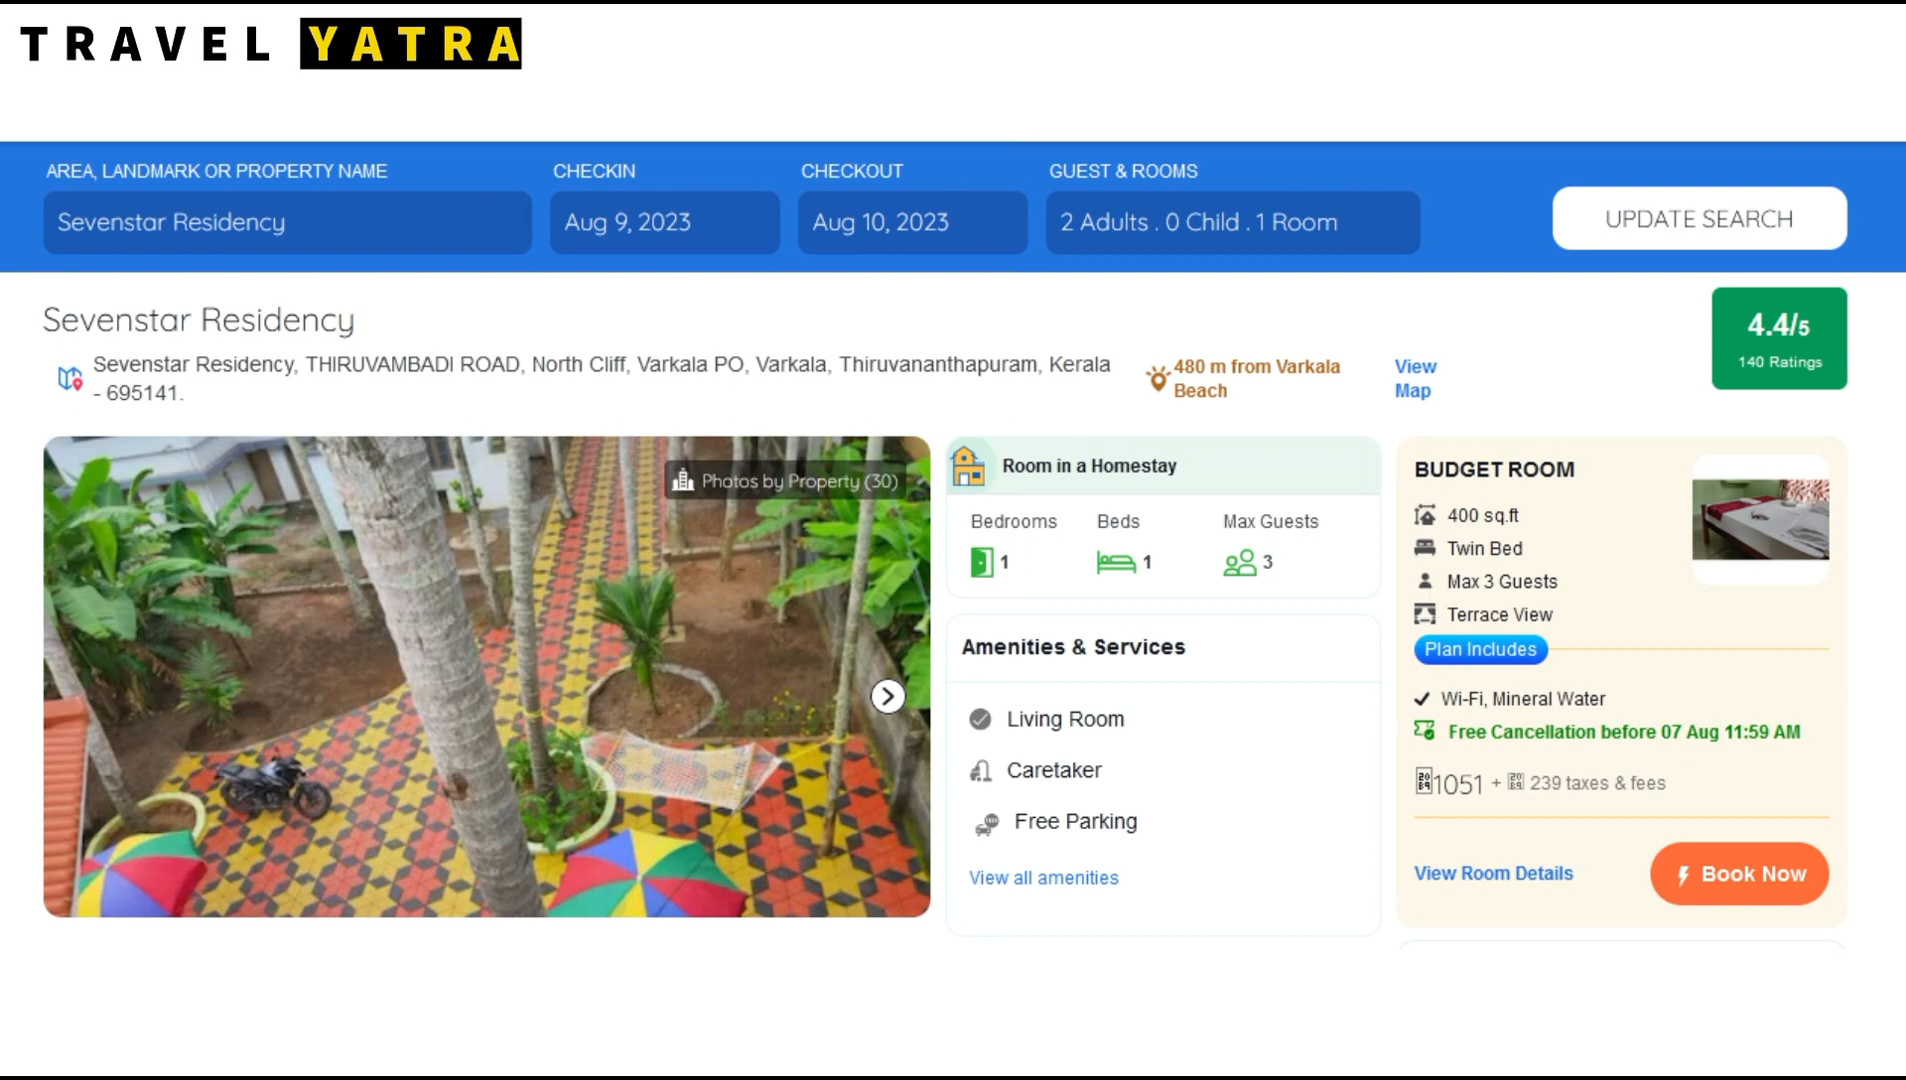 TRAVEL YATRA
AREA, LANDMARK OR PROPERTY NAME
Sevenstar Residency
CHECKIN
Aug 9, 2023
CHECKOUT
Aug 10, 2023
GUEST & ROOMS
2 Adults . 0 Child . 1 Room
UPDATE SEARCH
Sevenstar Residency
Sevenstar Residency, THIRUVAMBADI ROAD, North Cliff, Varkala PO, Varkala, Thiruvananthapuram, Kerala
- 695141.
480 m from Varkala
Beach
View
Map
4.4/5
140 Ratings
Photos by Property (30)
Room in a Homestay
Bedrooms
1
Beds
1
Max Guests
3
Amenities & Services
Living Room
Caretaker
Free Parking
View all amenities
BUDGET ROOM
400 sq.ft
Twin Bed
Max 3 Guests
Terrace View
Plan Includes
Wi-Fi, Mineral Water
Free Cancellation before 07 Aug 11:59 AM
1051 + 239 taxes & fees
View Room Details
Book Now